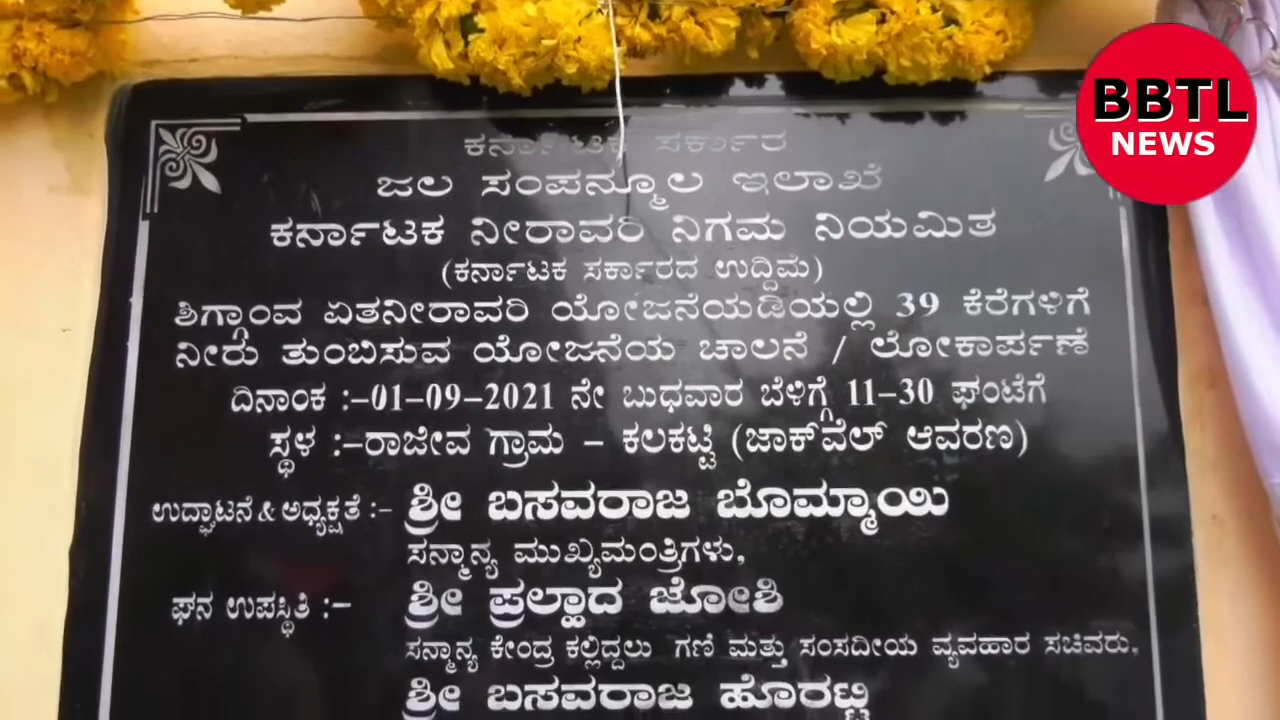 BBTL
NEWS
ಕರ್ನಾಟಕ ಸರ್ಕಾರ
ಜಲ ಸಂಪನ್ಮೂಲ ಇಲಾಖೆ
ಕರ್ನಾಟಕ ನೀರಾವರಿ ನಿಗಮ ನಿಯಮಿತ
(ಕರ್ನಾಟಕ ಸರ್ಕಾರದ ಉದ್ದಿಮೆ)
ಶಿಗ್ಗಾಂವ ಏತನೀರಾವರಿ ಯೋಜನೆಯಡಿಯಲ್ಲಿ 39 ಕೆರೆಗಳಿಗೆ
ನೀರು ತುಂಬಿಸುವ ಯೋಜನೆಯ ಚಾಲನೆ / ಲೋಕಾರ್ಪಣೆ
ದಿನಾಂಕ :-01-09-2021 ನೇ ಬುಧವಾರ ಬೆಳಿಗ್ಗೆ 11-30 ಘಂಟೆಗೆ
ಸ್ಥಳ :-ರಾಜೀವ ಗ್ರಾಮ - ಕಲಕಟ್ಟಿ (ಜಾಕ್‌ವೆಲ್ ಆವರಣ)
ಉದ್ಘಾಟನೆ & ಅಧ್ಯಕ್ಷತೆ :- ಶ್ರೀ ಬಸವರಾಜ ಬೊಮ್ಮಾಯಿ
ಸನ್ಮಾನ್ಯ ಮುಖ್ಯಮಂತ್ರಿಗಳು,
ಘನ ಉಪಸ್ಥಿತಿ :- ಶ್ರೀ ಪ್ರಲ್ಹಾದ ಜೋಶಿ
ಸನ್ಮಾನ್ಯ ಕೇಂದ್ರ ಕಲ್ಲಿದ್ದಲು ಗಣಿ ಮತ್ತು ಸಂಸದೀಯ ವ್ಯವಹಾರ ಸಚಿವರು,
ಶ್ರೀ ಬಸವರಾಜ ಹೊರಟ್ಟಿ